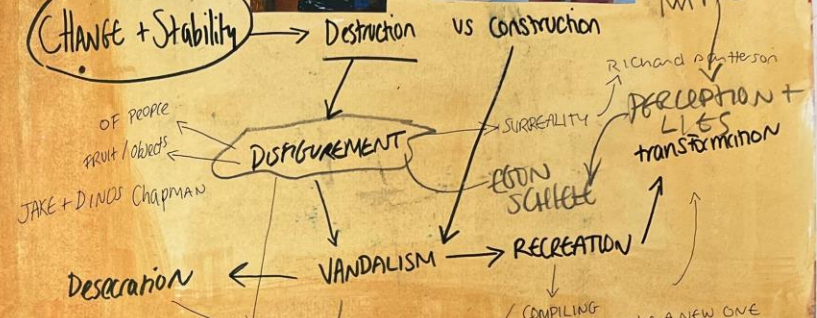 CHANGE + Stability
Destruction
vs construction
Richard Patterson
OF PEOPLE
FRUIT / Objects
JAKE + DINOS Chapman
DISFIGUREMENT
SURREALITY
PERCEPTION +
LIES
transformation
EGON
SCHIELE
VANDALISM
RECREATION
Desecration
COMPILING
A NEW ONE